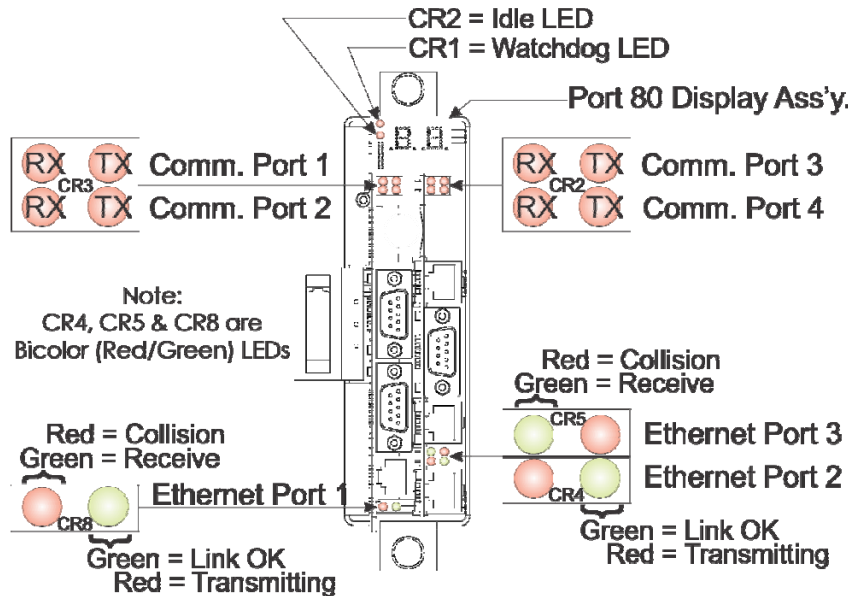 CR2 = Idle LED
CR1 = Watchdog LED
Port 80 Display Ass'y.
RX TX Comm. Port 1
CR3
RX TX Comm. Port 2
RX TX Comm. Port 3
CR2
RX TX Comm. Port 4
B. 0.
Note:
CR4, CR5 & CR8 are
Bicolor (Red/Green) LEDs
Red = Collision
Green = Receive
CR5
Ethernet Port 3
Ethernet Port 2
CR4
Green = Link OK
Red = Transmitting
Red = Collision
Green = Receive
Ethernet Port 1
CR8
Green = Link OK
Red = Transmitting